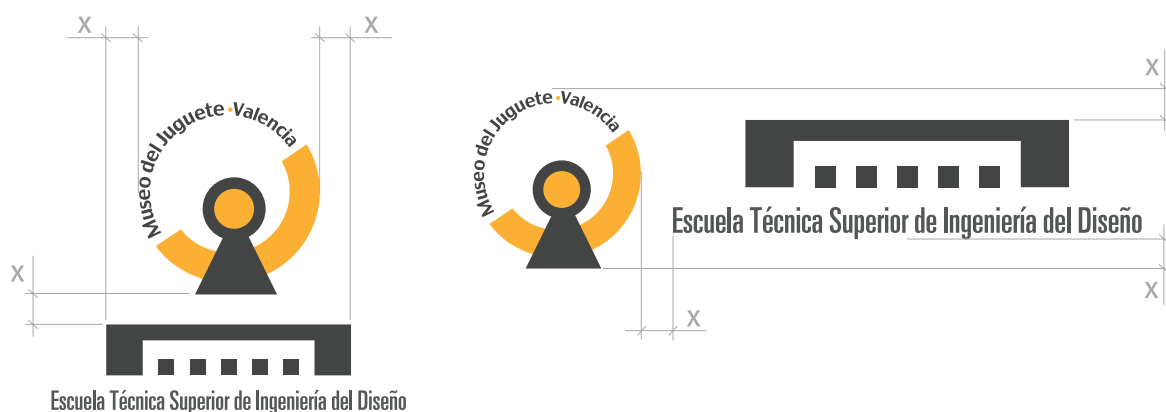 X X
Museo del Juguete·Valencia
X
Escuela Técnica Superior de Ingeniería del Diseño
X
Museo del Juguete·Valencia
Escuela Técnica Superior de Ingeniería del Diseño
X
X